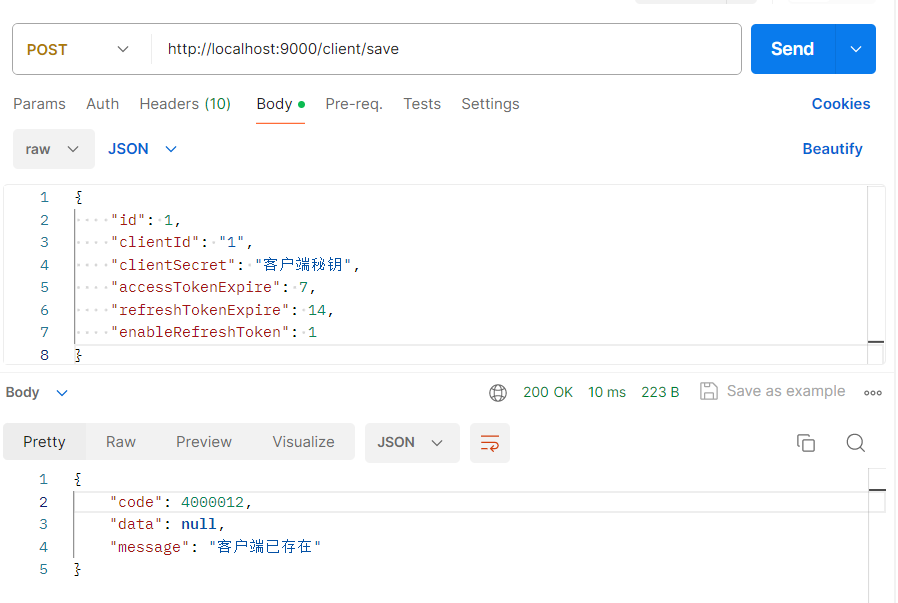 POST http://localhost:9000/client/save Send
Params Auth Headers (10) Body Pre-req. Tests Settings Cookies
raw JSON Beautify
1 {
2 "id": 1,
3 "clientId": "1",
4 "clientSecret": "客户端秘钥",
5 "accessTokenExpire": 7,
6 "refreshTokenExpire": 14,
7 "enableRefreshToken": 1
8 }
Body 200 OK 10 ms 223 B Save as example
Pretty Raw Preview Visualize JSON
1 {
2 "code": 4000012,
3 "data": null,
4 "message": "客户端已存在"
5 }